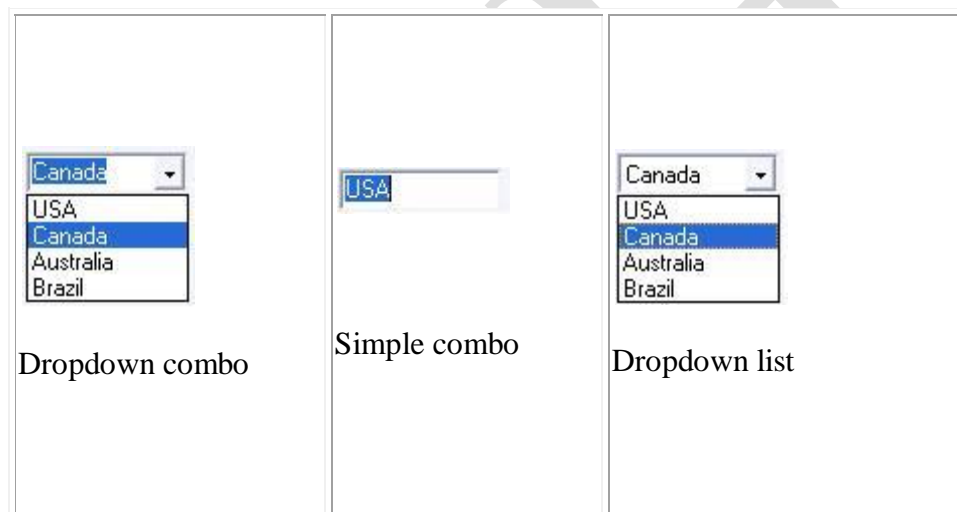 Canada
USA
Canada
Australia
Brazil
Dropdown combo
USA
Simple combo
Canada
USA
Canada
Australia
Brazil
Dropdown list